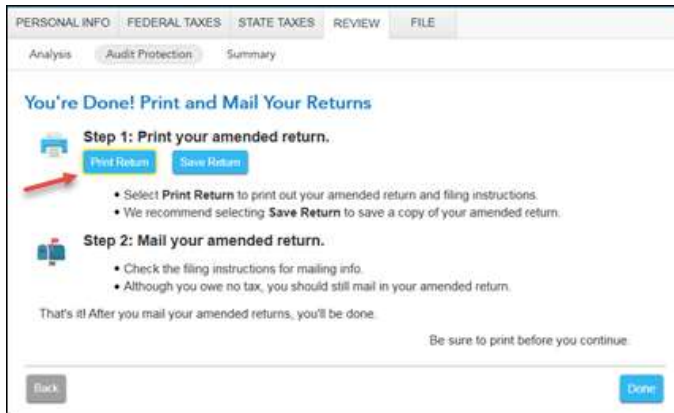 PERSONAL INFO FEDERAL TAXES STATE TAXES REVIEW FILE
Analysis Audit Protection Summary
You're Done! Print and Mail Your Returns
Step 1: Print your amended return.
Print Return Save Return
• Select Print Return to print out your amended return and filing instructions.
• We recommend selecting Save Return to save a copy of your amended return.
Step 2: Mail your amended return.
• Check the filing instructions for mailing info.
• Although you owe no tax, you should still mail in your amended return.
That's it! After you mail your amended returns, you'll be done.
Be sure to print before you continue.
Back Done